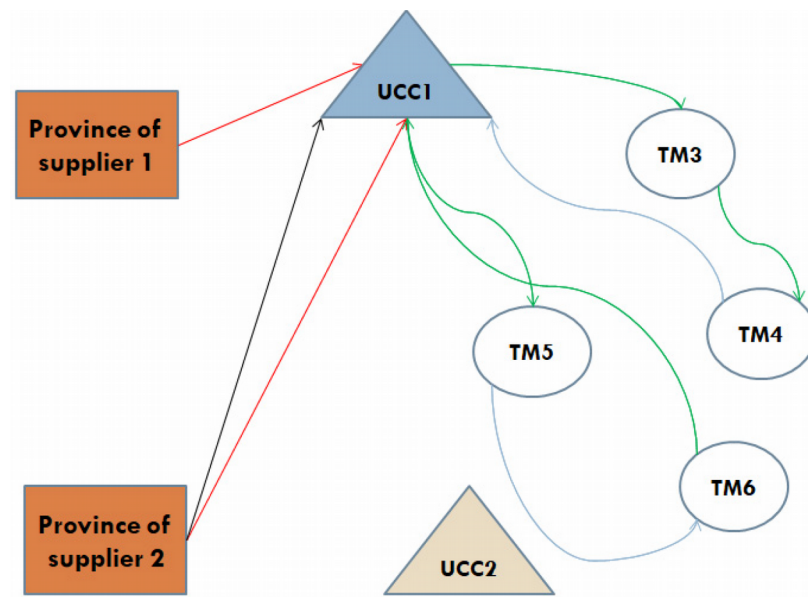 UCC1
Province of
supplier 1
TM3
TM4
TM5
TM6
Province of
supplier 2
UCC2